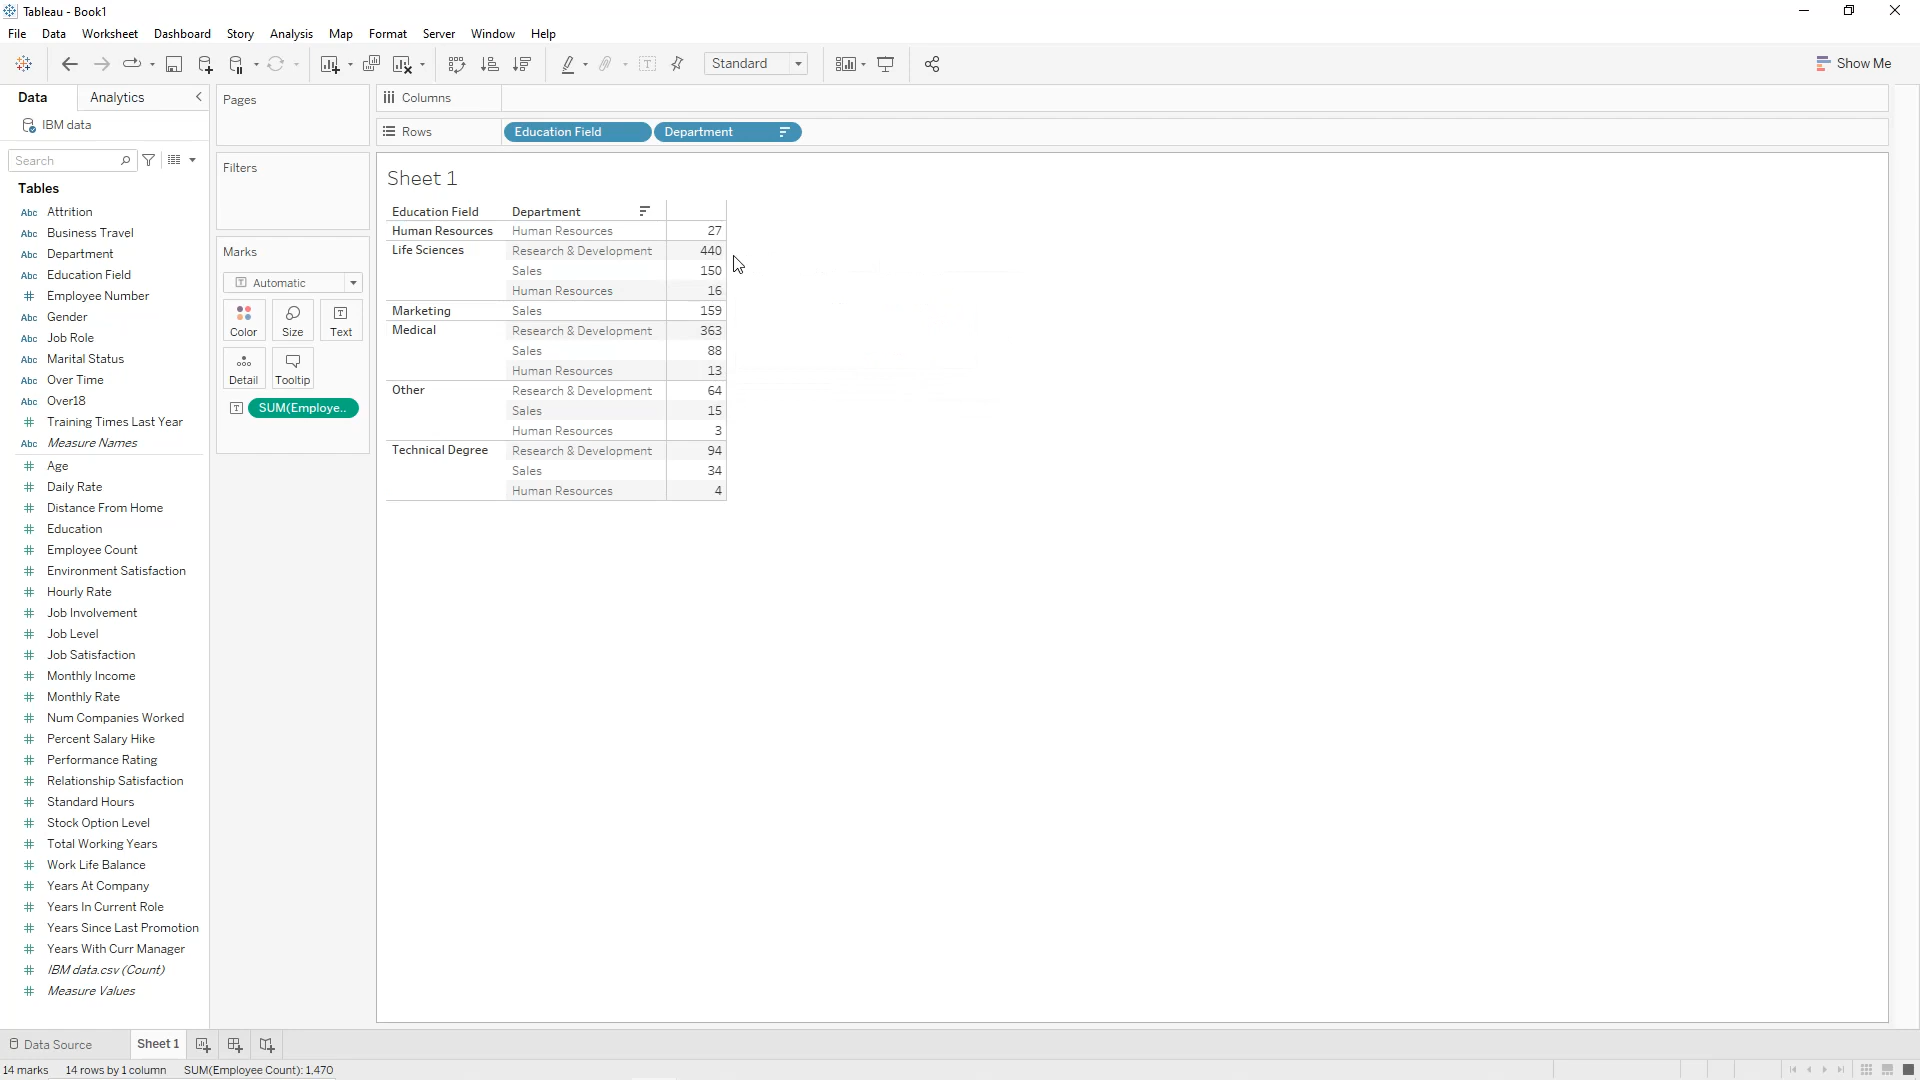 Tableau - Book1
File Data Worksheet Dashboard Story Analysis Map Format Server Window Help
Standard
Show Me
Data Analytics
IBM data
Search
Tables
Abc Attrition
Abc Business Travel
Abc Department
Abc Education Field
# Employee Number
Abc Gender
Abc Job Role
Abc Marital Status
Abc Over Time
Abc Over18
# Training Times Last Year
Abc Measure Names
# Age
# Daily Rate
# Distance From Home
# Education
# Employee Count
# Environment Satisfaction
# Hourly Rate
# Job Involvement
# Job Level
# Job Satisfaction
# Monthly Income
# Monthly Rate
# Num Companies Worked
# Percent Salary Hike
# Performance Rating
# Relationship Satisfaction
# Standard Hours
# Stock Option Level
# Total Working Years
# Work Life Balance
# Years At Company
# Years In Current Role
# Years Since Last Promotion
# Years With Curr Manager
# IBM data.csv (Count)
# Measure Values
Pages
Filters
Marks
T Automatic
Color Size Text
Detail Tooltip
T SUM(Employe..
Columns
Rows Education Field Department
Sheet 1
Education Field Department
Human Resources Human Resources 27
Life Sciences Research & Development 440
Sales 150
Human Resources 16
Marketing Sales 159
Medical Research & Development 363
Sales 88
Human Resources 13
Other Research & Development 64
Sales 15
Human Resources 3
Technical Degree Research & Development 94
Sales 34
Human Resources 4
Data Source Sheet 1
14 marks 14 rows by 1 column SUM(Employee Count): 1,470